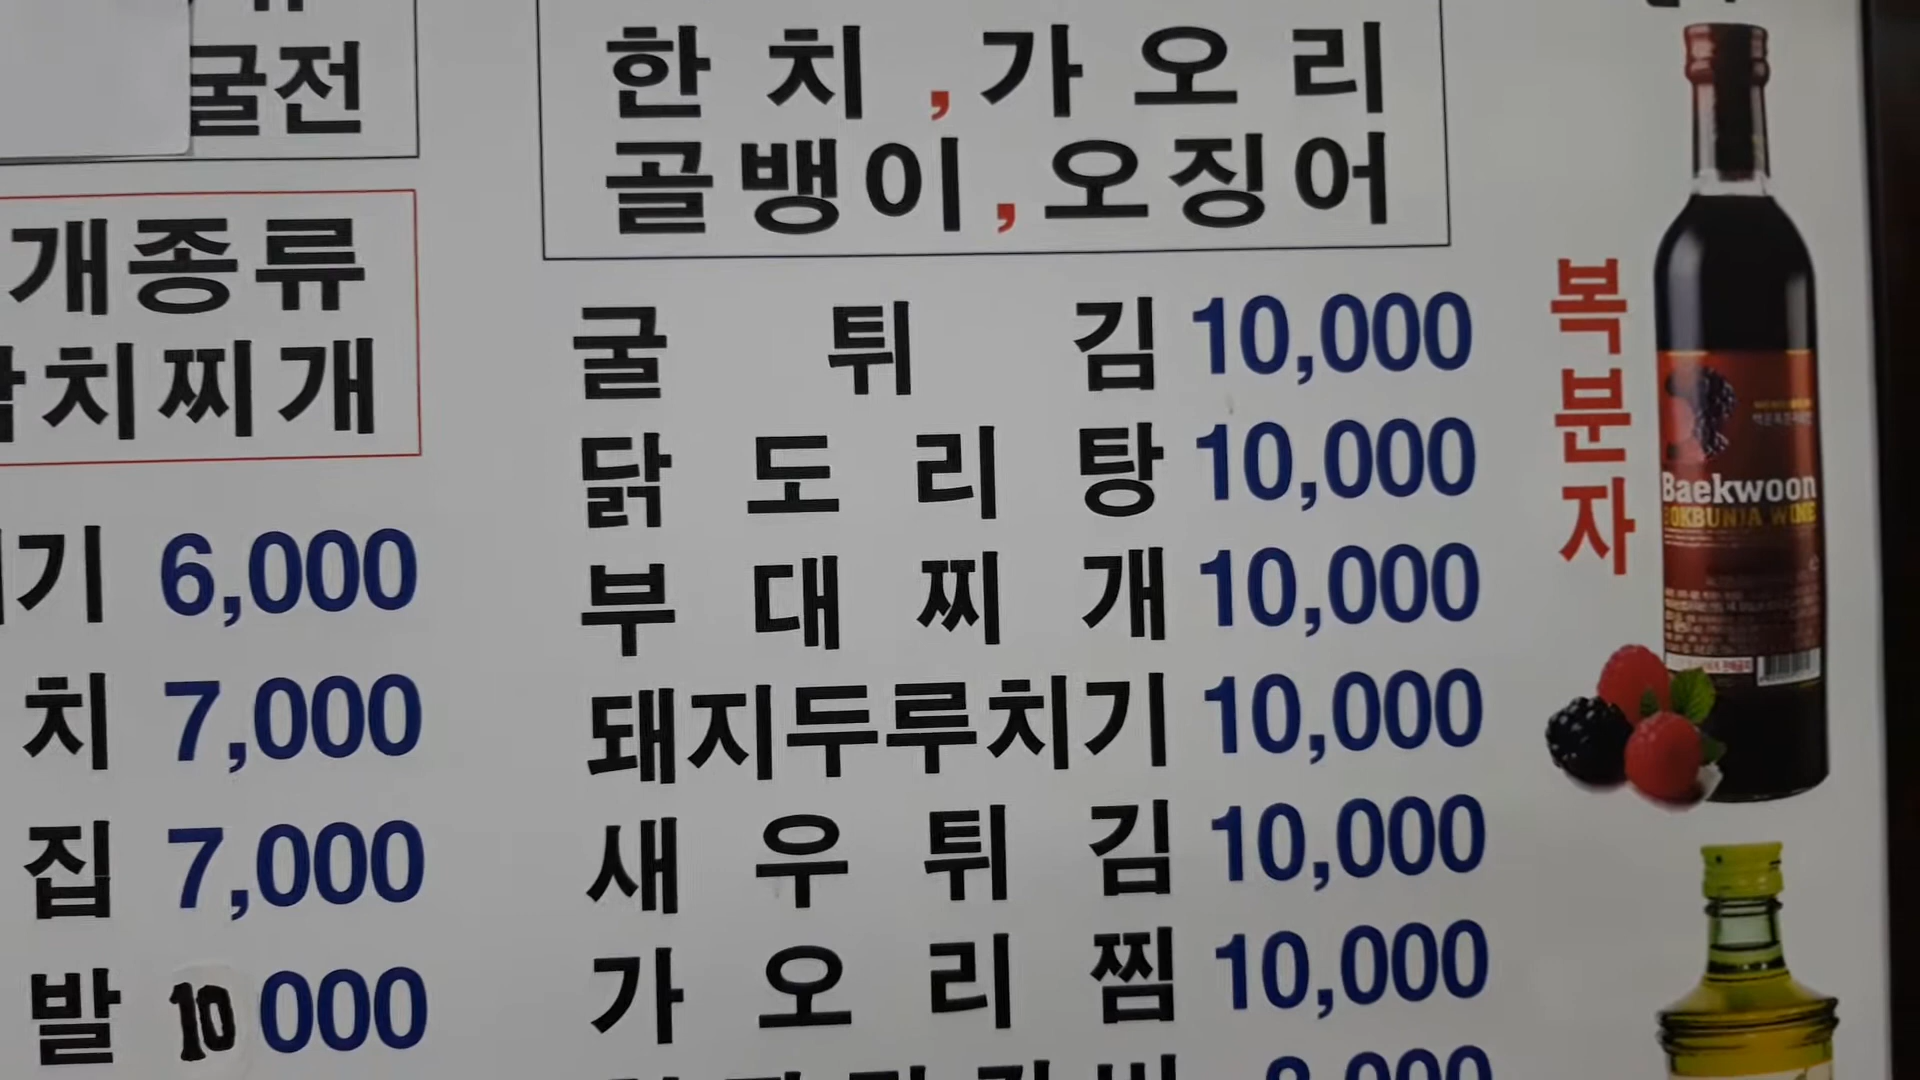 굴전
개종류
치찌개
기 6,000
치 7,000
집 7,000
발 10 000
한치,가오리
골뱅이,오징어
굴튀김 10,000
닭도리탕 10,000
부대찌개 10,000
돼지두루치기 10,000
새우튀김 10,000
가오리찜 10,000
복분자
Baekwoon
BOKBUNJA WINE